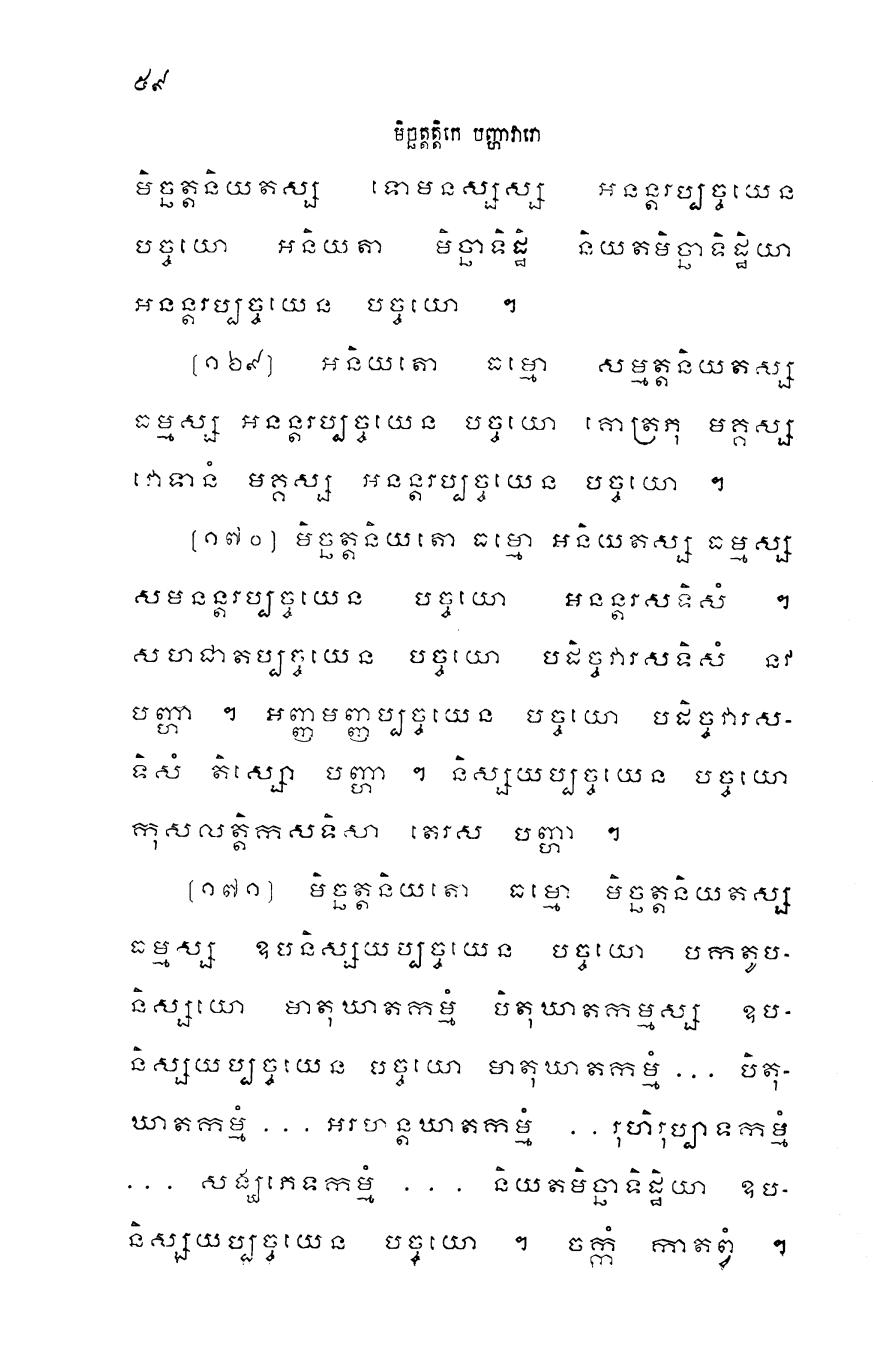 ៥៩
មិច្ឆត្តត្តិកេ បញ្ហាវារោ
មិច្ឆត្តនិយតស្ស ទោមនស្សស្ស អនន្តរប្បច្ចយេន
បច្ចយោ អនិយតា មិច្ឆាទិដ្ឋិ និយតមិច្ឆាទិដ្ឋិយា
អនន្តរប្បច្ចយេន បច្ចយោ ។
[១៦៩] អនិយតោ ធម្មោ សម្មត្តនិយតស្ស
ធម្មស្ស អនន្តរប្បច្ចយេន បច្ចយោ គោត្រភុ មគ្គស្ស
វោទានំ មគ្គស្ស អនន្តរប្បច្ចយេន បច្ចយោ ។
[១៧០] មិច្ឆត្តនិយតោ ធម្មោ អនិយតស្ស ធម្មស្ស
សមនន្តរប្បច្ចយេន បច្ចយោ អនន្តរសទិសំ ។
សហជាតប្បច្ចយេន បច្ចយោ បដិច្ចវារសទិសំ នវ
បញ្ហា ។ អញ្ញមញ្ញប្បច្ចយេន បច្ចយោ បដិច្ចវារស-
ទិសំ តិស្សោ បញ្ហា ។ និស្សយប្បច្ចយេន បច្ចយោ
កុសលត្តិកសទិសា តេរស បញ្ហា ។
[១៧១] មិច្ឆត្តនិយតោ ធម្មោ មិច្ឆត្តនិយតស្ស
ធម្មស្ស ឧបនិស្សយប្បច្ចយេន បច្ចយោ បកតូប-
និស្សយោ មាតុឃាតកម្មំ បិតុឃាតកម្មស្ស ឧប-
និស្សយប្បច្ចយេន បច្ចយោ មាតុឃាតកម្មំ ... បិតុ-
ឃាតកម្មំ ... អរហន្តឃាតកម្មំ .. រុហិរុប្បាទកម្មំ
... សង្ឃភេទកម្មំ ... និយតមិច្ឆាទិដ្ឋិយា ឧប-
និស្សយប្បច្ចយេន បច្ចយោ ។ ចក្កំ កាតព្វំ ។